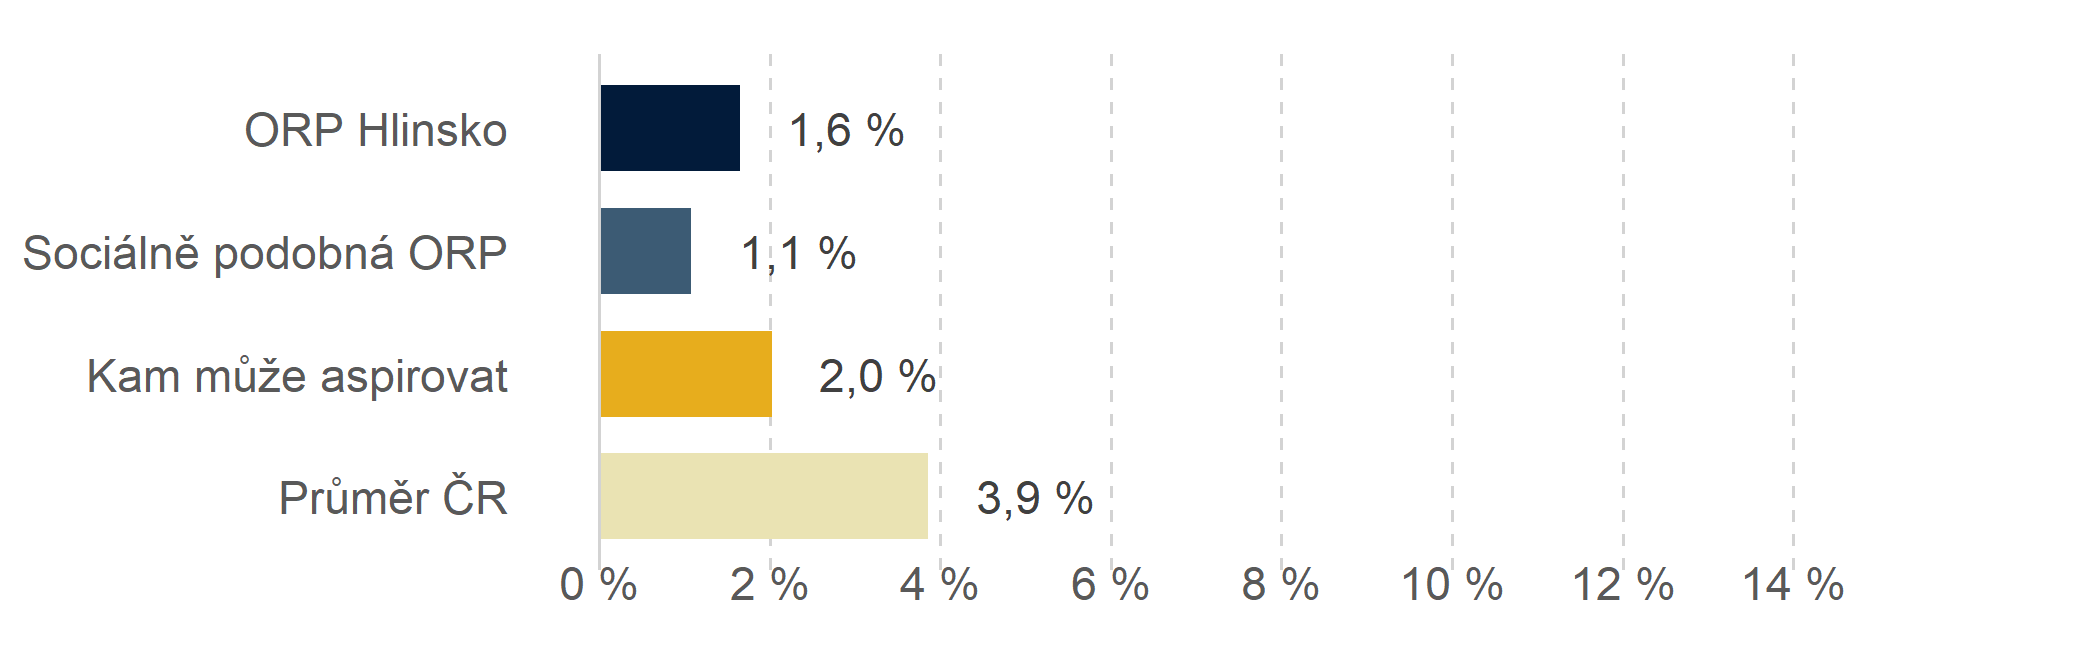 ORP Hlinsko
1,6 %
Sociálně podobná ORP
1,1 %
Kam může aspirovat
2,0 %
Průměr ČR
3,9 %
0 % 2 % 4 % 6 % 8 % 10 % 12 % 14 %